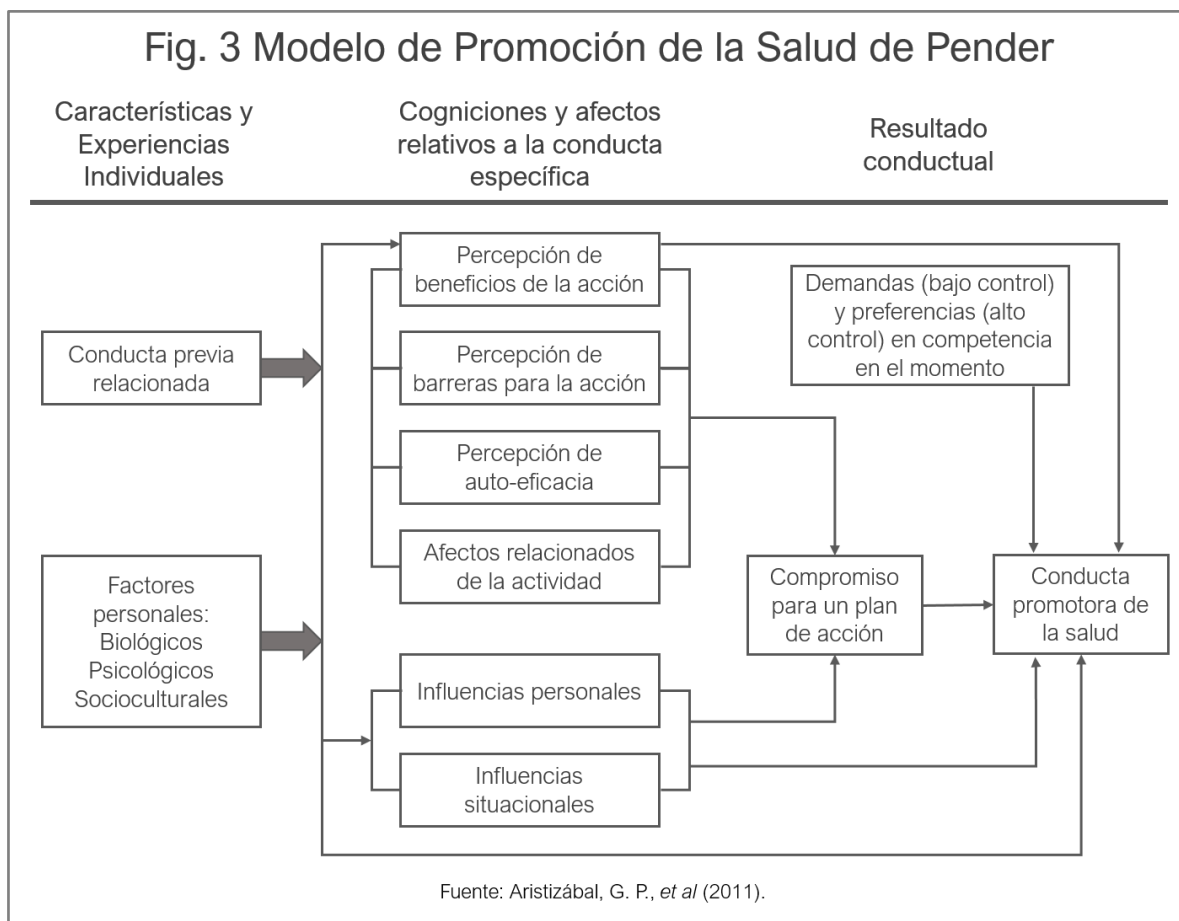 Fig. 3 Modelo de Promoción de la Salud de Pender
Características y
Experiencias
Individuales
Cogniciones y afectos
relativos a la conducta
específica
Resultado
conductual
Percepción de
beneficios de la acción
Demandas (bajo control)
y preferencias (alto
control) en competencia
en el momento
Conducta previa
relacionada
Percepción de
barreras para la acción
Percepción de
auto-eficacia
Afectos relacionados
de la actividad
Factores
personales:
Biológicos
Psicológicos
Socioculturales
Compromiso
para un plan
de acción
Conducta
promotora de
la salud
Influencias personales
Influencias
situacionales
Fuente: Aristizábal, G. P., et al (2011).